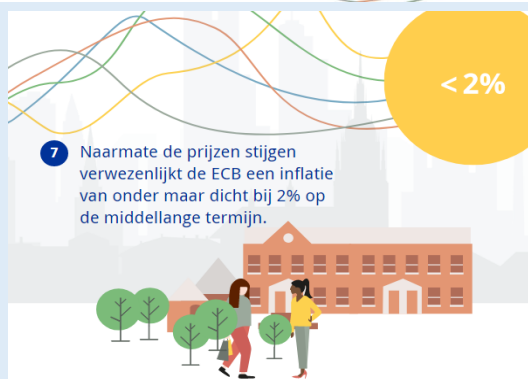 < 2%
7 Naarmate de prijzen stijgen
verwezenlijkt de ECB een inflatie
van onder maar dicht bij 2% op
de middellange termijn.